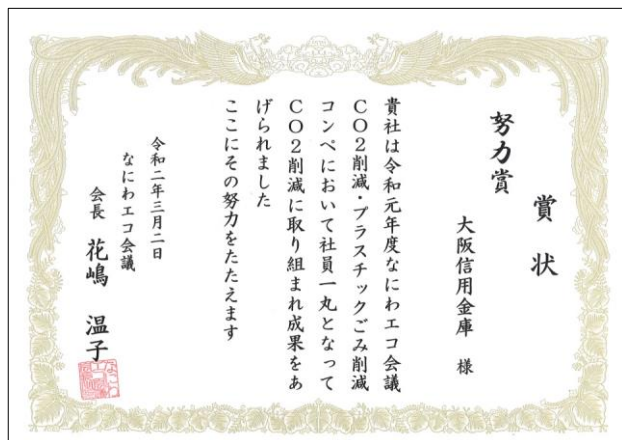 賞状
努力賞
大阪信用金庫 様
貴社は令和元年度なにわエコ会議
CO2削減・プラスチックごみ削減
コンペにおいて社員一丸となって
CO2削減に取り組まれ成果をあ
げられました
ここにその努力をたたえます
令和二年三月二日
なにわエコ会議
会長 花嶋 温子